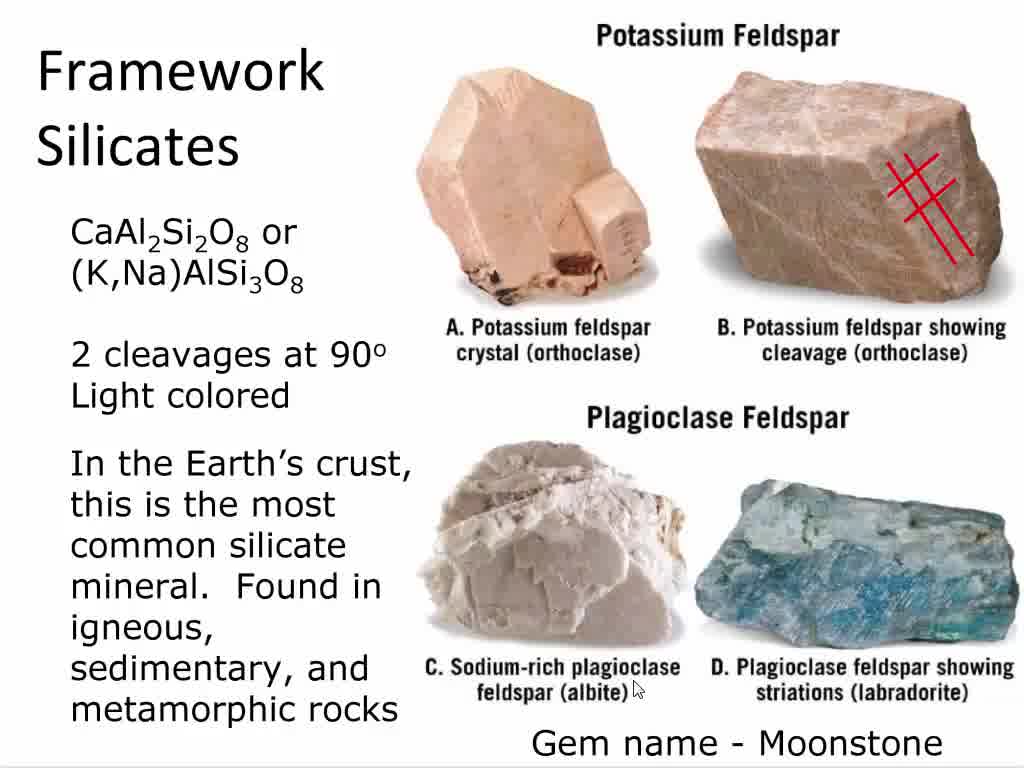 Framework
Silicates
CaAl₂Si₂O₈ or
(K,Na)AlSi₃O₈
2 cleavages at 90º
Light colored
In the Earth’s crust,
this is the most
common silicate
mineral.  Found in
igneous,
sedimentary, and
metamorphic rocks
Potassium Feldspar
A. Potassium feldspar
crystal (orthoclase)
B. Potassium feldspar showing
cleavage (orthoclase)
Plagioclase Feldspar
C. Sodium-rich plagioclase
feldspar (albite)
D. Plagioclase feldspar showing
striations (labradorite)
Gem name - Moonstone